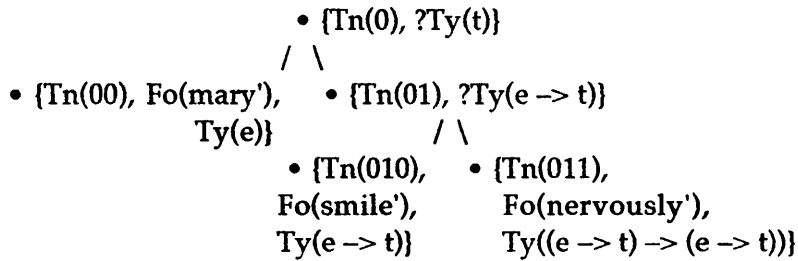 • {Tn(0), ?Ty(t)}
/ \
• {Tn(00), Fo(mary'), • {Tn(01), ?Ty(e –> t)}
Ty(e)} / \
• {Tn(010), • {Tn(011),
Fo(smile'), Fo(nervously'),
Ty(e –> t)} Ty((e –> t) –> (e –> t))}